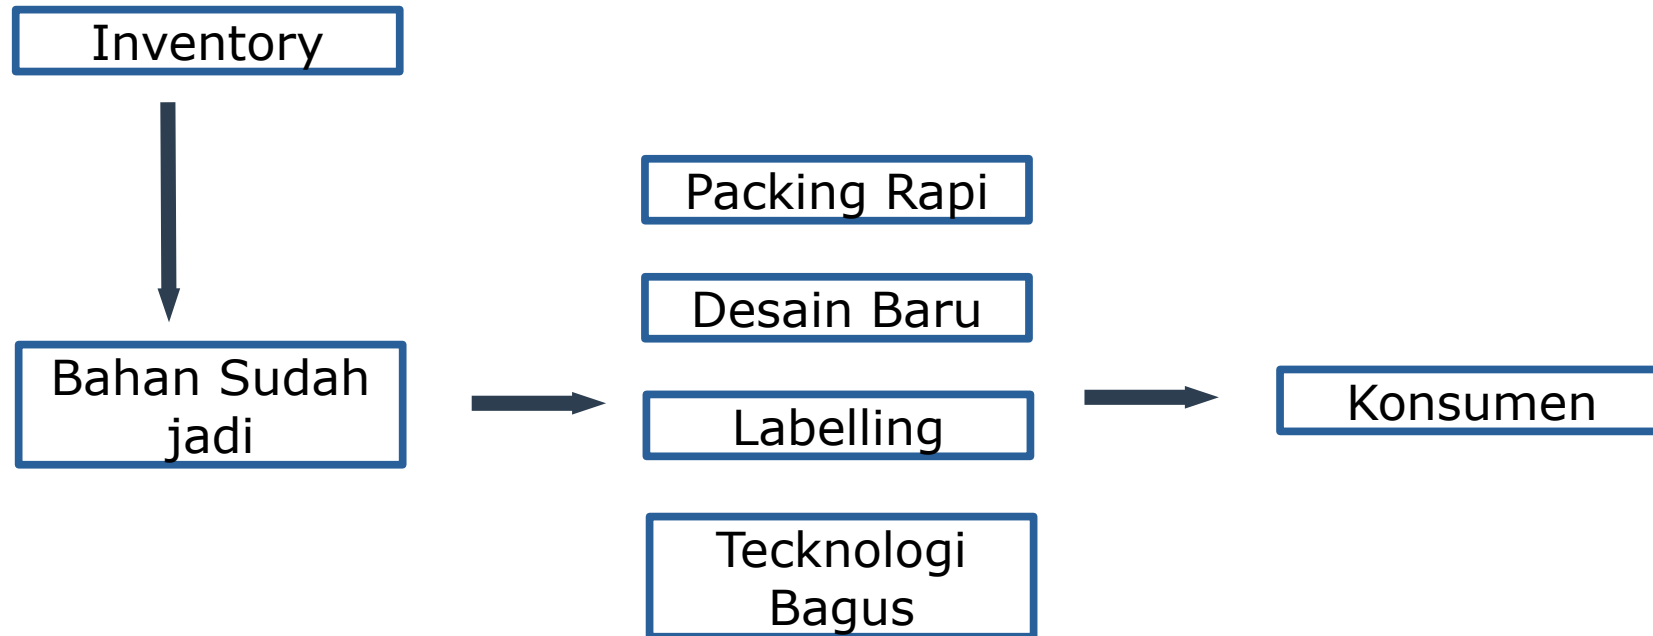 Inventory
Packing Rapi
Desain Baru
Bahan Sudah
jadi
Labelling
Konsumen
Tecknologi
Bagus